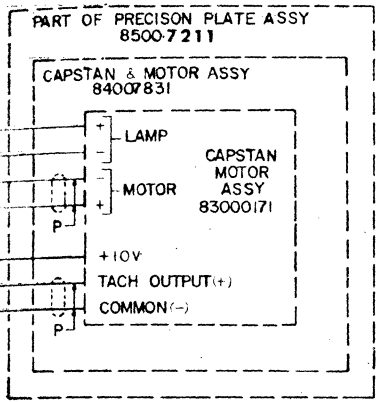 PART OF PRECISON PLATE ASSY
8500-7211
CAPSTAN & MOTOR ASSY
84007831
+
LAMP
-
CAPSTAN
MOTOR
ASSY
83000171
-
MOTOR
+
P
+10V
TACH OUTPUT(+)
COMMON(-)
P